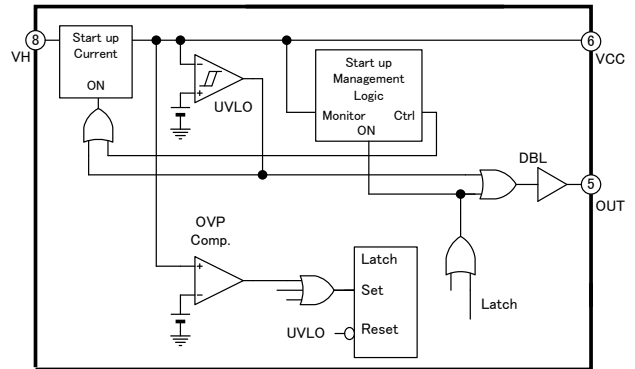 8
VH
Start up
Current
ON
UVLO
Start up
Management
Logic
Monitor Ctrl
ON
6
VCC
DBL
5
OUT
OVP
Comp.
Latch
Set
UVLO
Reset
Latch